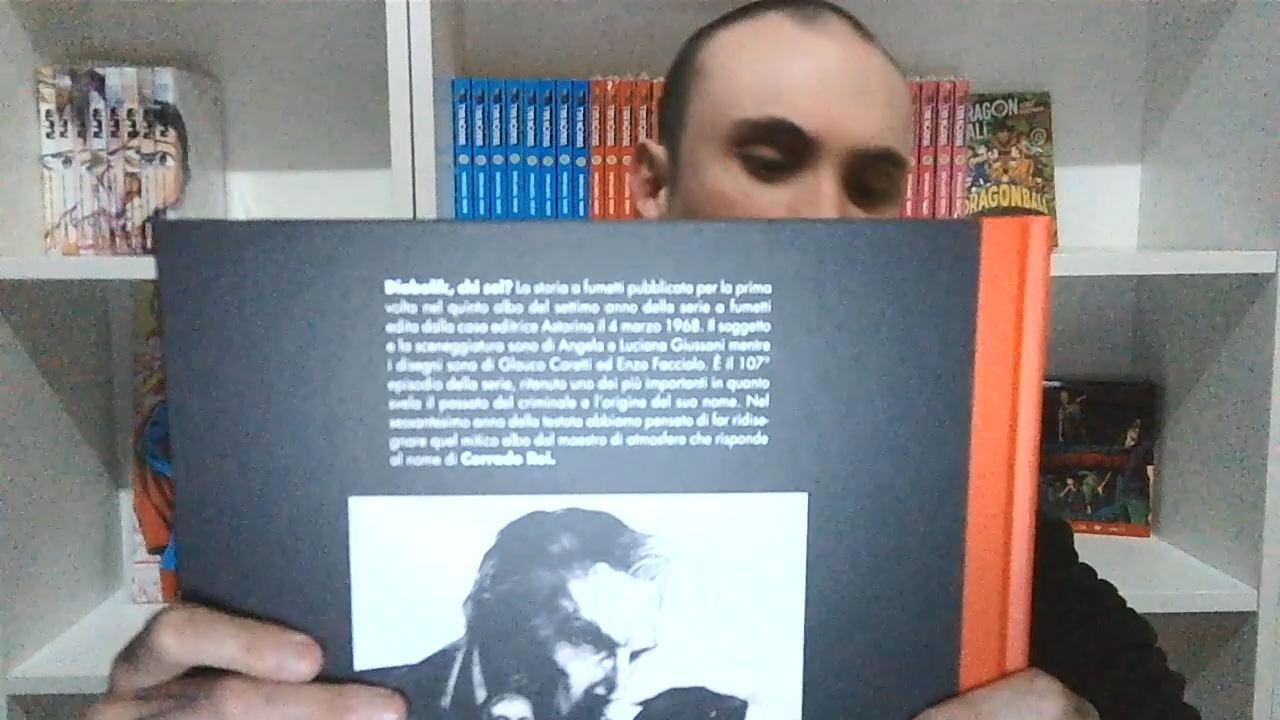 DRAGON
BALL
DRAGONBALL
Diabolik, chi sei? La storia a fumetti pubblicata per la prima
volta nel quinto albo del settimo anno della serie a fumetti
edita dalla casa editrice Astorina il 4 marzo 1968. Il soggetto
e la sceneggiatura sono di Angela e Luciana Giussani mentre
i disegni sono di Glauco Coretti ed Enzo Facciolo. È il 107°
episodio della serie, ritenuto uno dei più importanti in quanto
svela il passato del criminale e l'origine del suo nome. Nel
sessantesimo anno della testata abbiamo pensato di far ridise-
gnare quel mitico albo dal maestro di atmosfere che risponde
al nome di Corrado Roi.